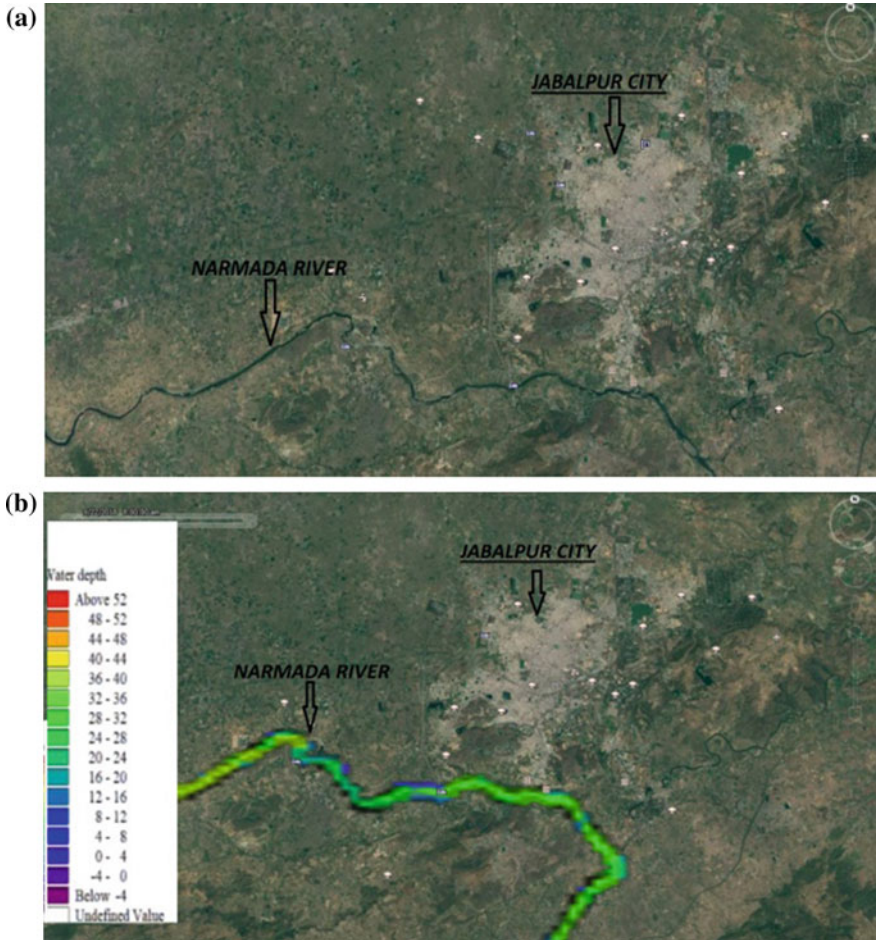 (a)
JABALPUR CITY
NARMADA RIVER
(b)
JABALPUR CITY
NARMADA RIVER
Water depth
Above 52
48 - 52
44 - 48
40 - 44
36 - 40
32 - 36
28 - 32
24 - 28
20 - 24
16 - 20
12 - 16
8 - 12
4 - 8
0 - 4
-4 - 0
Below -4
Undefined Value